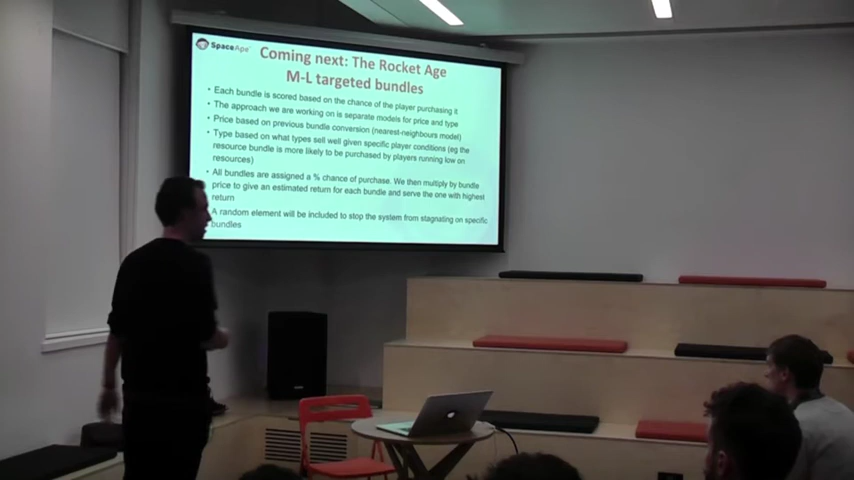 SpaceApe
Coming next: The Rocket Age
M-L targeted bundles
• Each bundle is scored based on the chance of the player purchasing it
• The approach we are working on is separate models for price and type
• Price based on previous bundle conversion (nearest-neighbours model)
• Type based on what types sell well given specific player conditions (eg the
resource bundle is more likely to be purchased by players running low on
resources)
• All bundles are assigned a % chance of purchase. We then multiply by bundle
price to give an estimated return for each bundle and serve the one with highest
return
A random element will be included to stop the system from stagnating on specific
bundles